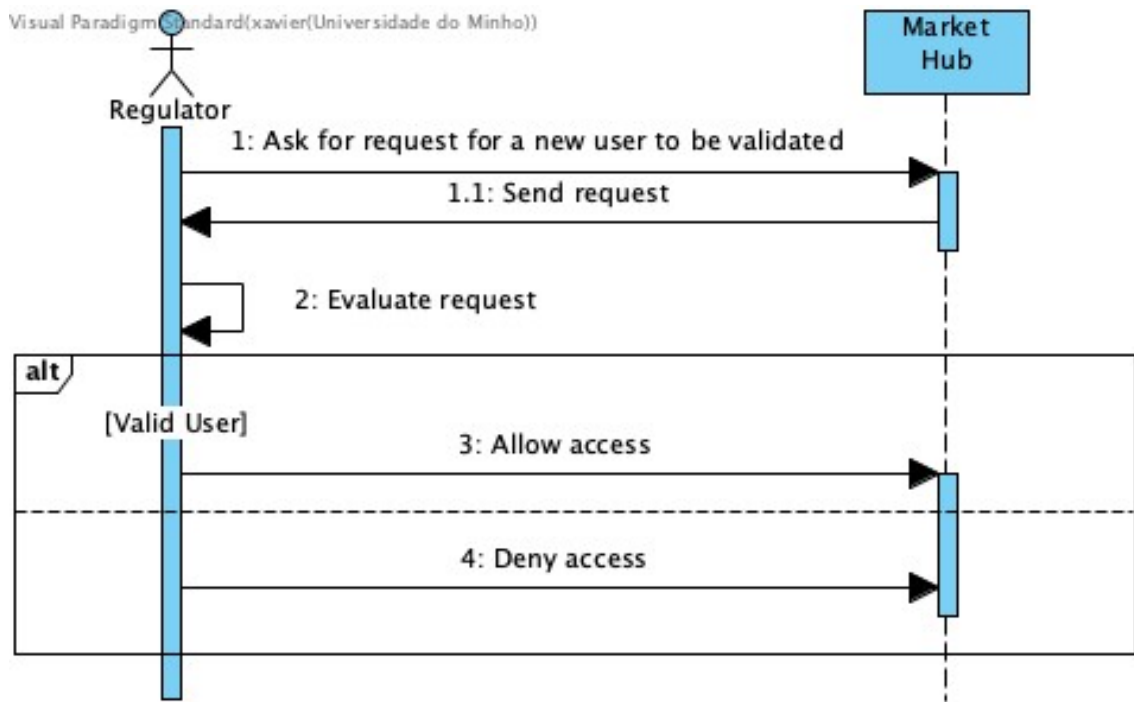 Visual Paradigm Standard(xavier(Universidade do Minho))
Market
Hub
Regulator
1: Ask for request for a new user to be validated
1.1: Send request
2: Evaluate request
alt
[Valid User]
3: Allow access
4: Deny access